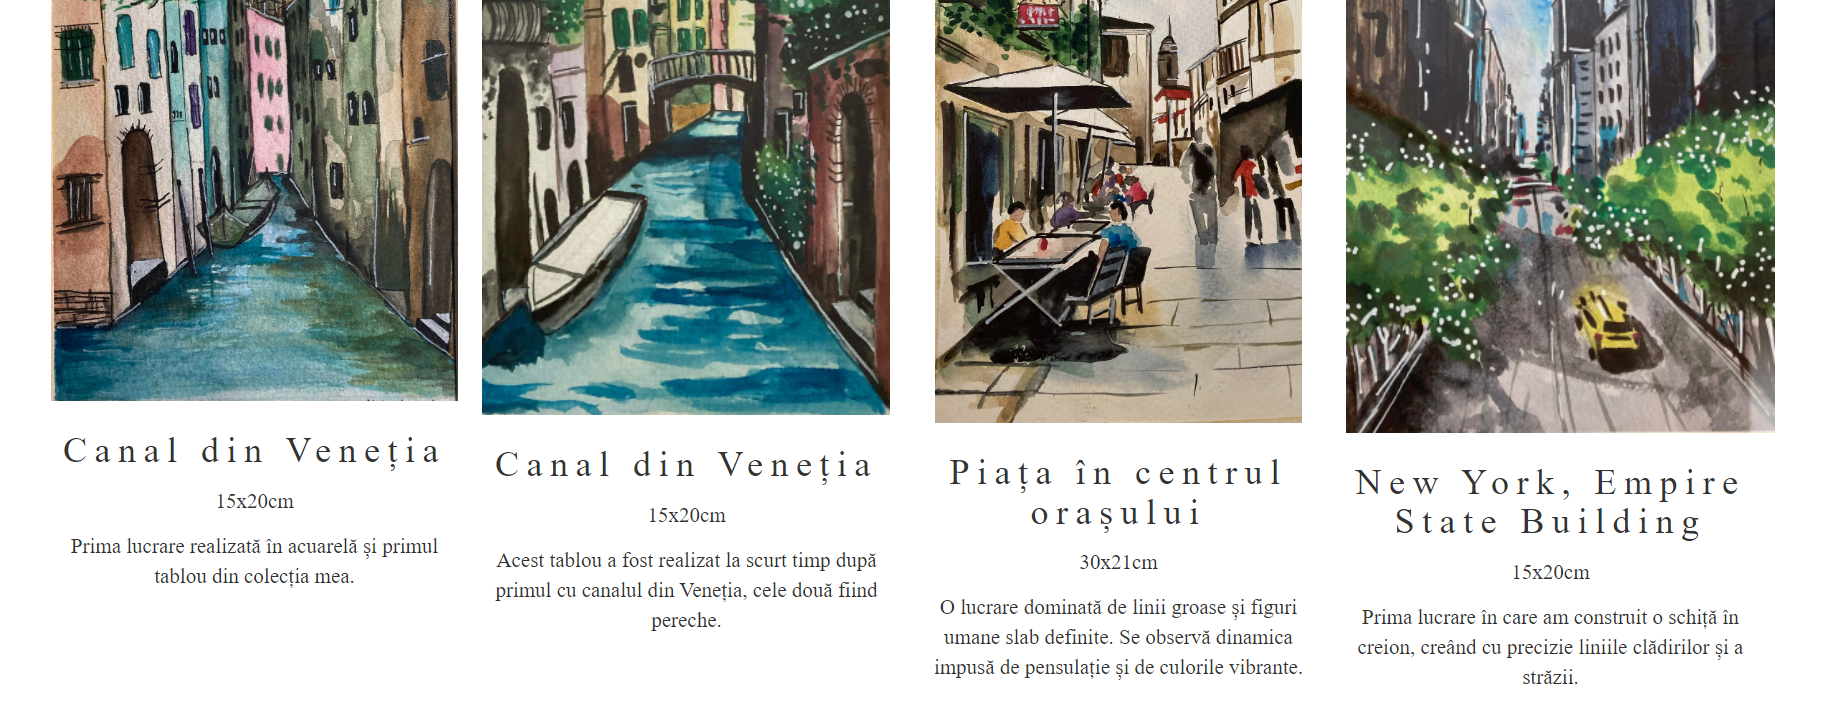 Canal din Veneția
15x20cm
Prima lucrare realizată în acuarelă și primul
tablou din colecția mea.
Canal din Veneția
15x20cm
Acest tablou a fost realizat la scurt timp după
primul cu canalul din Veneția, cele două fiind
pereche.
Piața în centrul
orașului
30x21cm
O lucrare dominată de linii groase și figuri
umane slab definite. Se observă dinamica
impusă de pensulație și de culorile vibrante.
New York, Empire
State Building
15x20cm
Prima lucrare în care am construit o schiță în
creion, creând cu precizie liniile clădirilor și a
străzii.